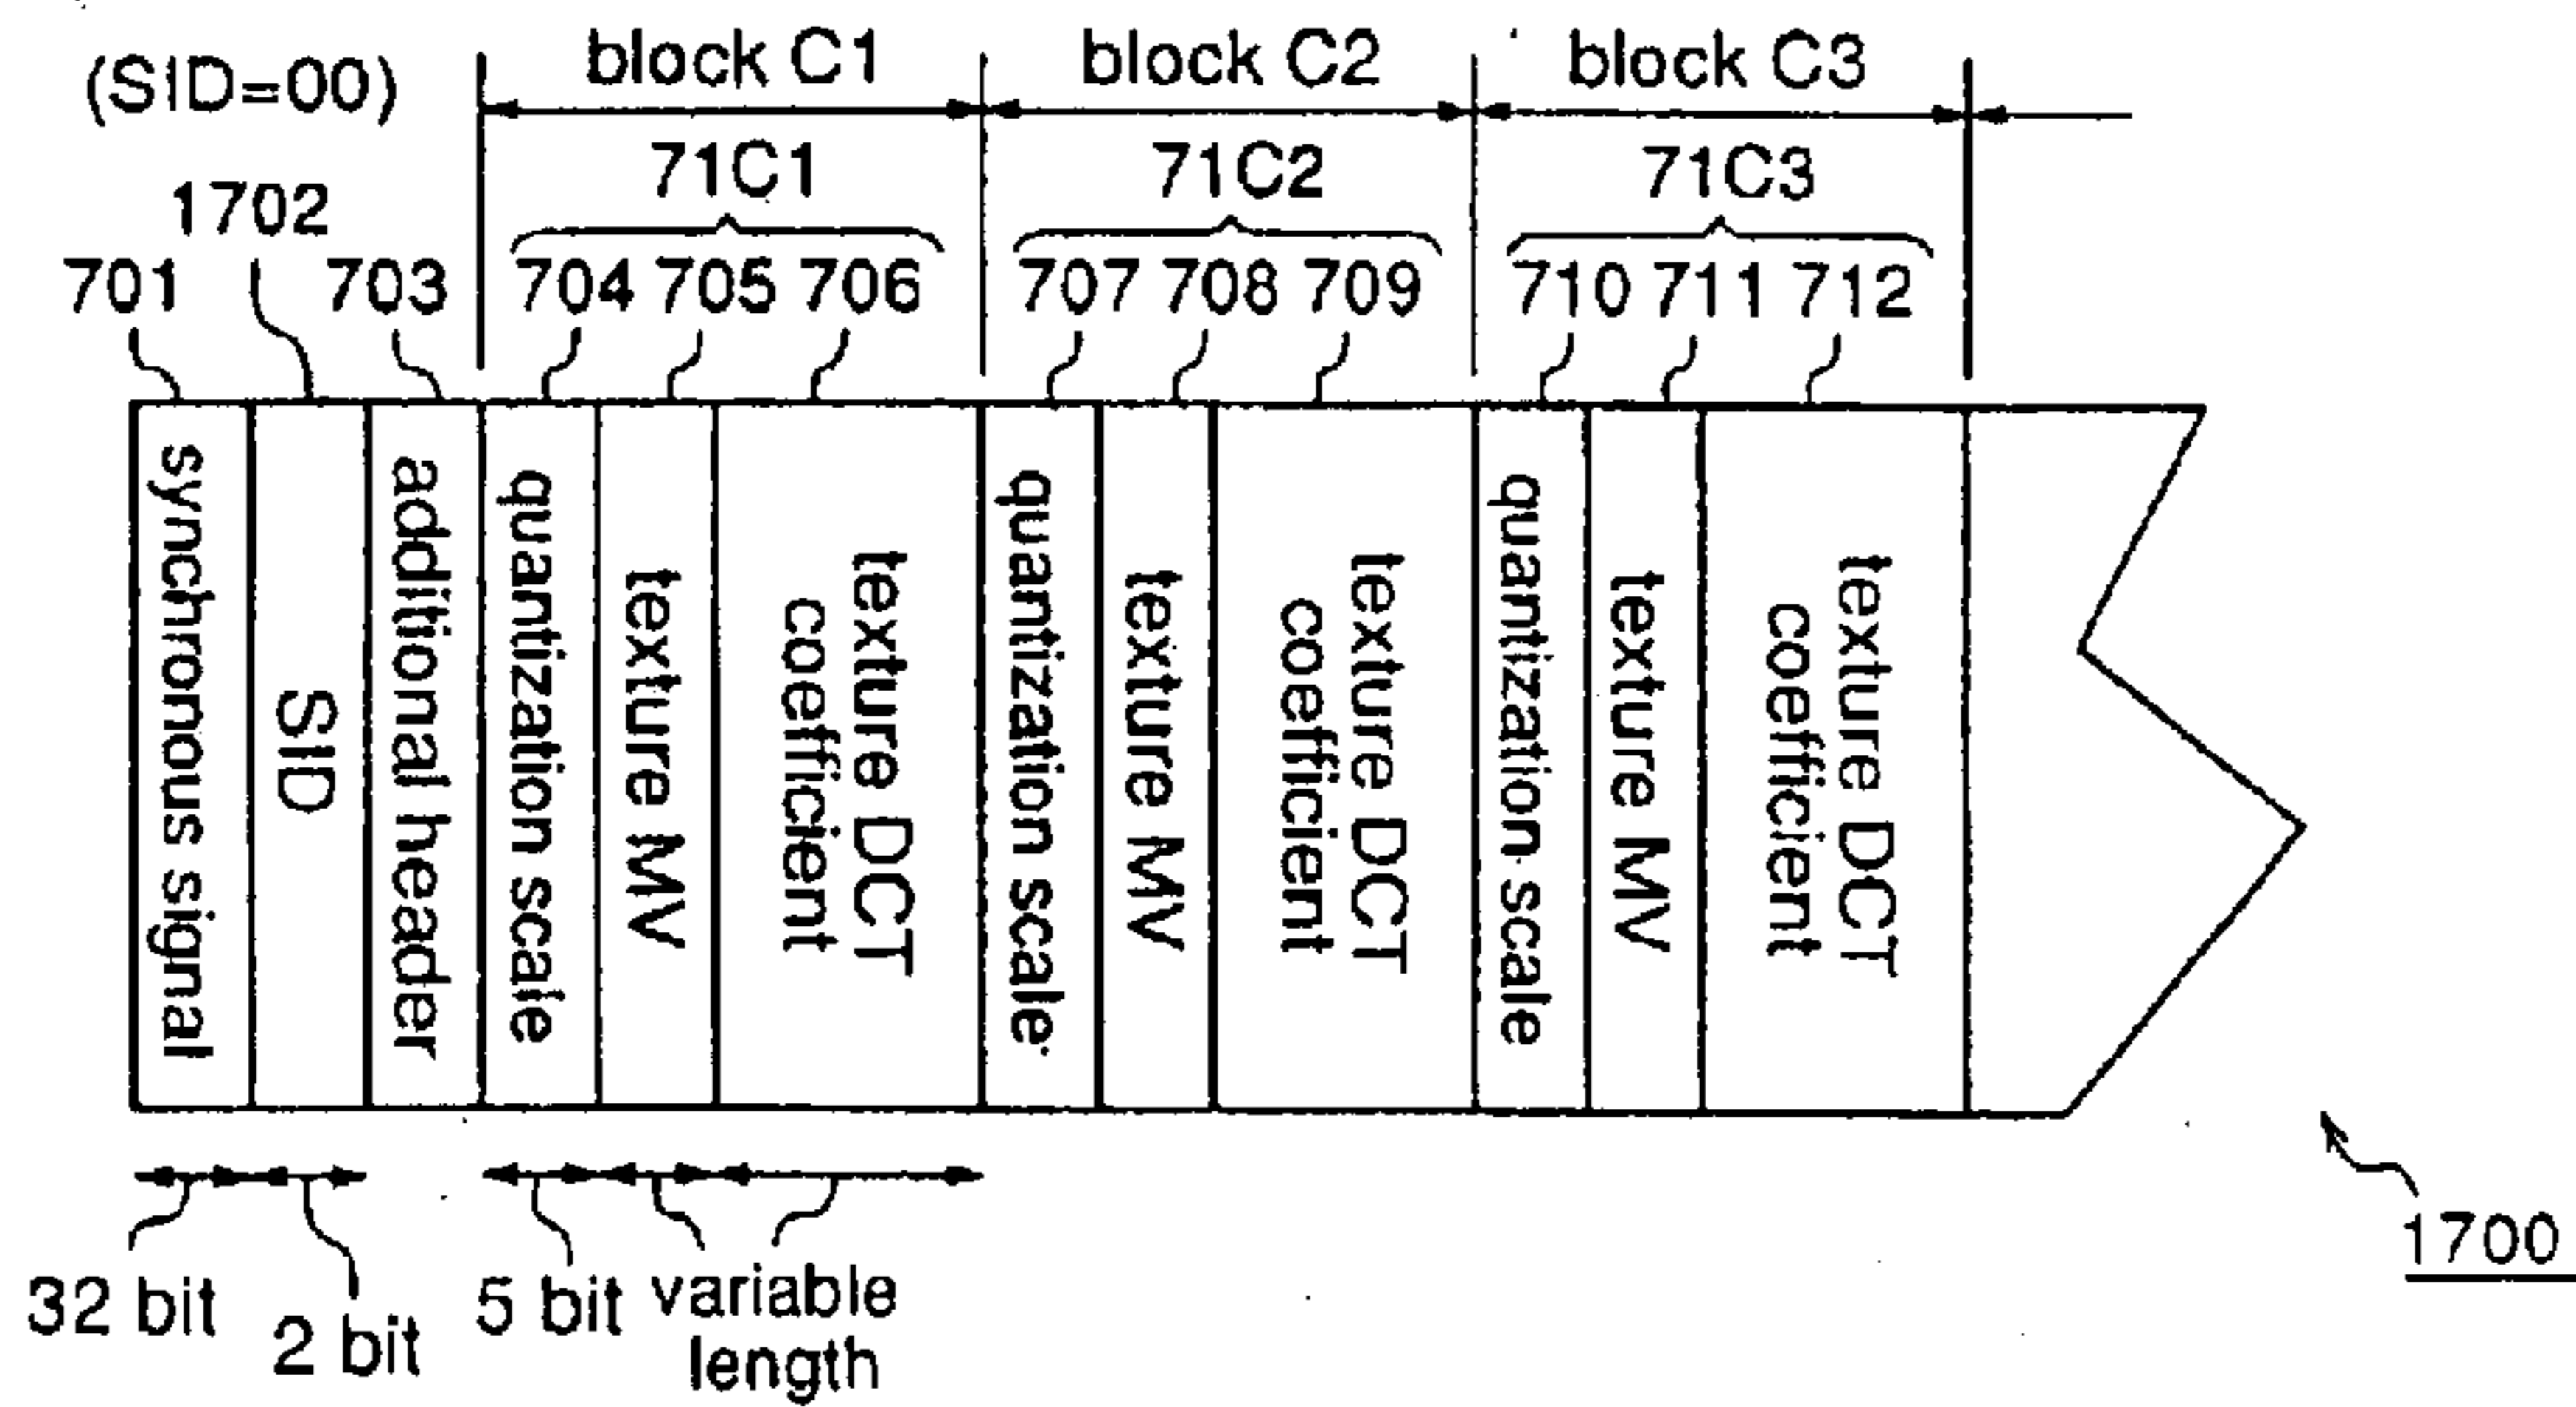 (SID=00)
block C1
block C2
block C3
71C1
71C2
71C3
701
1702
703
704
705
706
707
708
709
710
711
712
synchronous signal
SID
additional header
quantization scale
texture MV
texture DCT
coefficient
quantization scale
texture MV
texture DCT
coefficient
quantization scale
texture MV
texture DCT
coefficient
32 bit
2 bit
5 bit
variable
length
1700